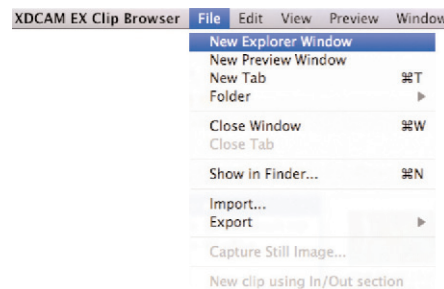 XDCAM EX Clip Browser File Edit View Preview Window
New Explorer Window
New Preview Window
New Tab ⌘T
Folder ▶
Close Window ⌘W
Close Tab
Show in Finder... ⌘N
Import...
Export ▶
Capture Still Image...
New clip using In/Out section